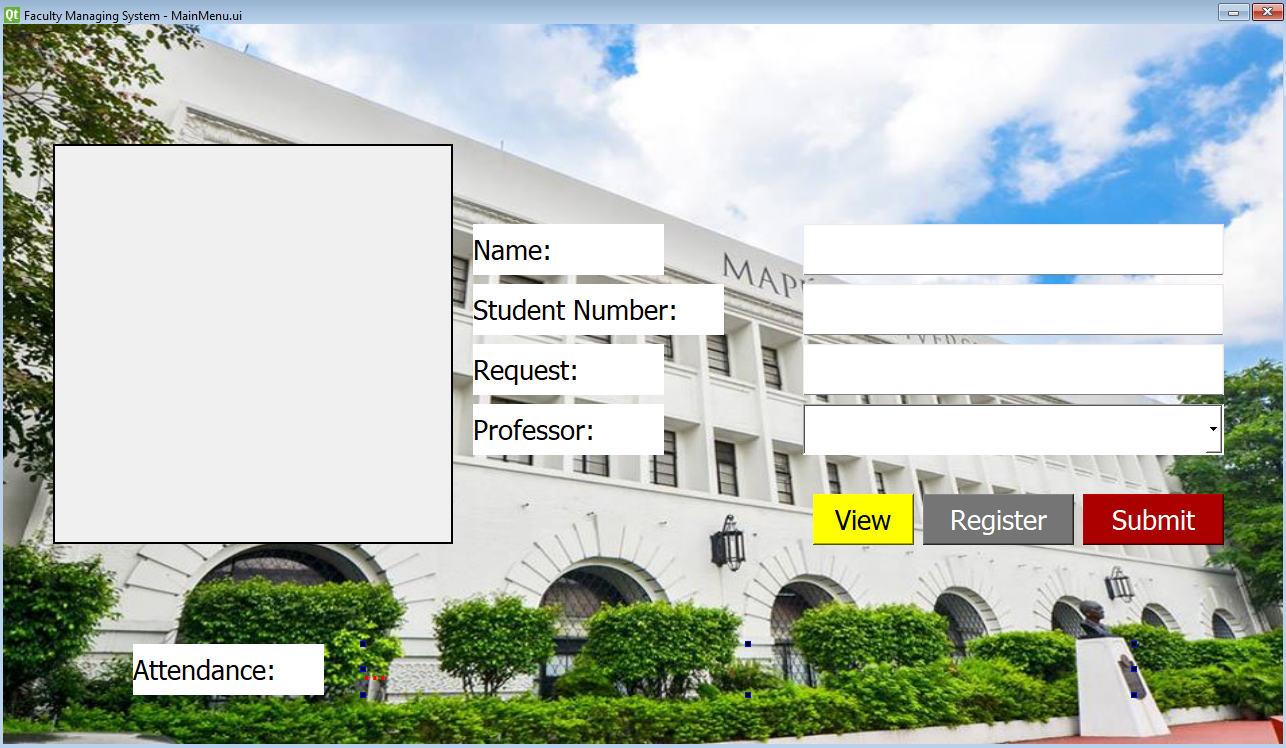 Qt Faculty Managing System - MainMenu.ui
Name:
MAP
Student Number:
Request:
Professor:
View
Register
Submit
Attendance: